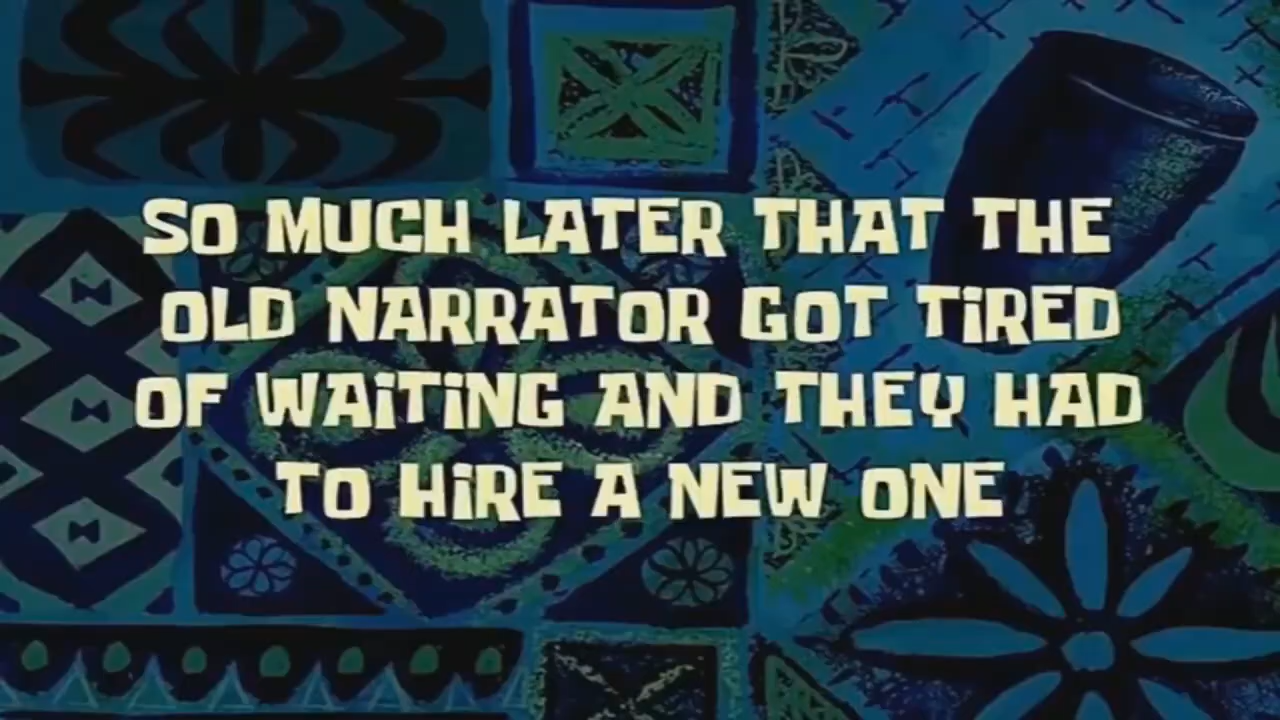 SO MUCH LATER THAT THE
OLD NARRATOR GOT TiRED
OF WAiTiNG AND THEY HAD
TO HiRE A NEW ONE